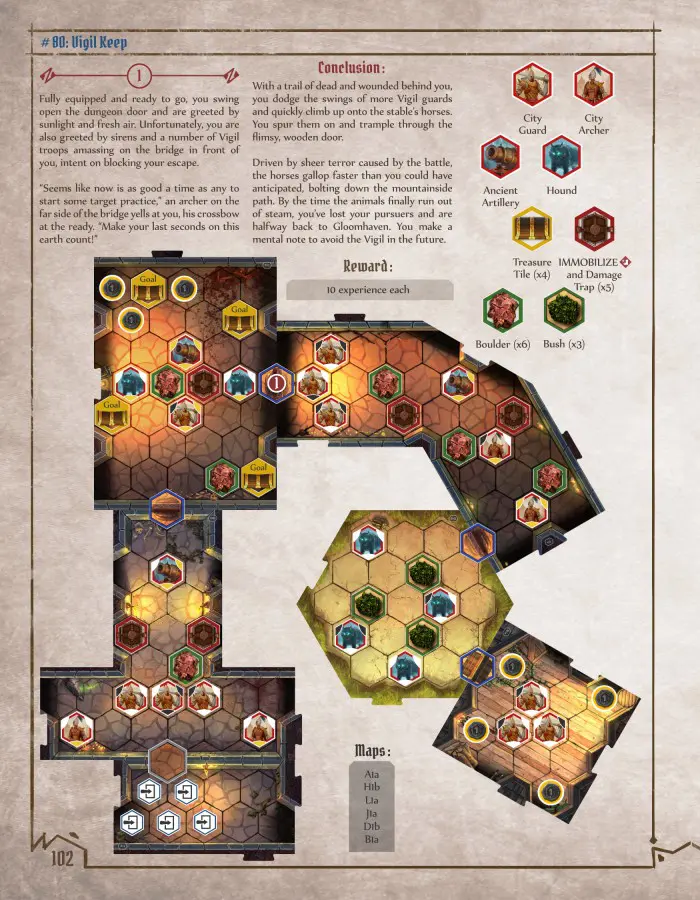 # 80: Vigil Keep
1
Fully equipped and ready to go, you swing
open the dungeon door and are greeted by
sunlight and fresh air. Unfortunately, you are
also greeted by sirens and a number of Vigil
troops amassing on the bridge in front of
you, intent on blocking your escape.
“Seems like now is as good a time as any to
start some target practice,” an archer on the
far side of the bridge yells at you, his crossbow
at the ready. “Make your last seconds on this
earth count!”
Conclusion:
With a trail of dead and wounded behind you,
you dodge the swings of more Vigil guards
and quickly climb up onto the stable’s horses.
You spur them on and trample through the
flimsy, wooden door.
Driven by sheer terror caused by the battle,
the horses gallop faster than you could have
anticipated, bolting down the mountainside
path. By the time the animals finally run out
of steam, you’ve lost your pursuers and are
halfway back to Gloomhaven. You make a
mental note to avoid the Vigil in the future.
Reward:
10 experience each
City
Guard
City
Archer
Ancient
Artillery
Hound
Treasure
Tile (x4)
IMMOBILIZE
and Damage
Trap (x5)
Boulder (x6)
Bush (x3)
1
Goal
1
Goal
1
1
Goal
Goal
1
1
1
1
Maps:
A1a
H1b
L1a
J1a
D1b
B1a
102